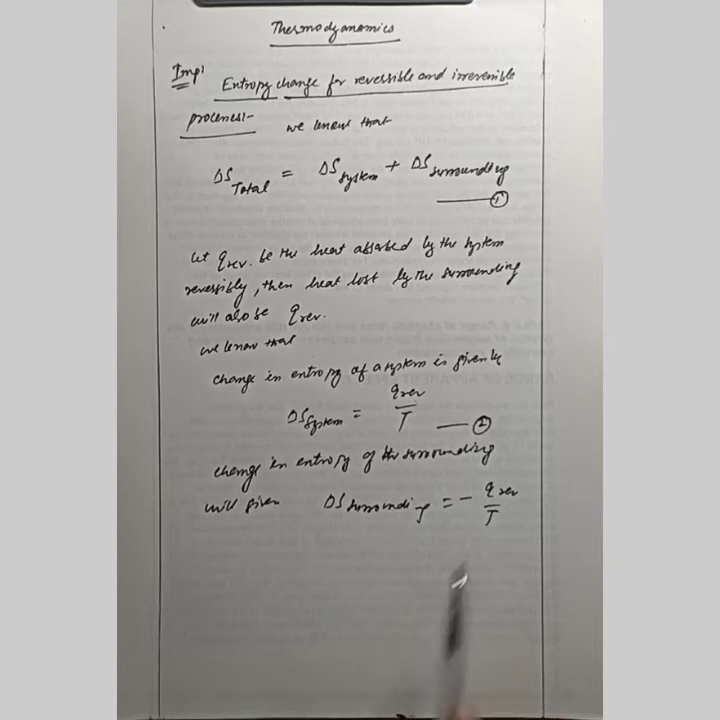 Thermodynamics
Imp!
Entropy change for reversible and irreversible
process:-
we know that
ΔS Total = ΔS system + ΔS surrounding
①
Let qrev. be the heat absorbed by the system
reversibly, then heat lost by the surrounding
will also be qrev.
we know that
change in entropy of a system is given by
ΔS system = qrev / T ②
change in entropy of the surrounding
will given ΔS surrounding = - qrev / T